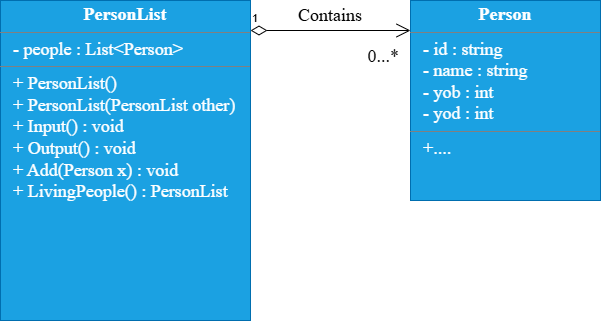 PersonList
- people : List<Person>
+ PersonList()
+ PersonList(PersonList other)
+ Input() : void
+ Output() : void
+ Add(Person x) : void
+ LivingPeople() : PersonList
1
Contains
0...*
Person
- id : string
- name : string
- yob : int
- yod : int
+....